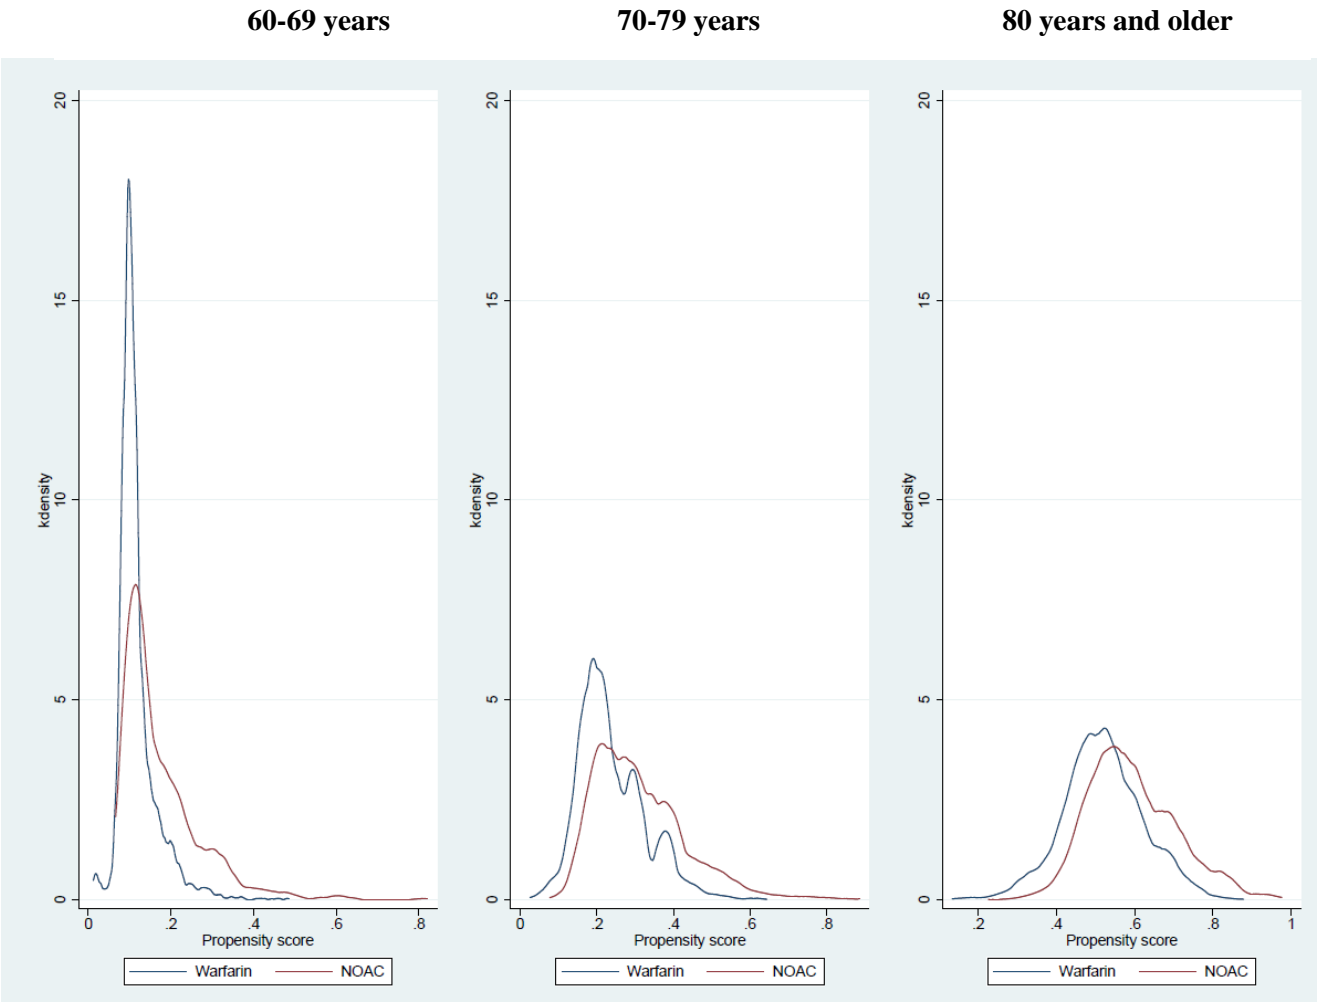 60-69 years
70-79 years
80 years and older
20
15
10
5
0
kdensity
0
.2
.4
.6
.8
Propensity score
Warfarin
NOAC
20
15
10
5
0
kdensity
0
.2
.4
.6
.8
Propensity score
Warfarin
NOAC
20
15
10
5
0
kdensity
.2
.4
.6
.8
1
Propensity score
Warfarin
NOAC